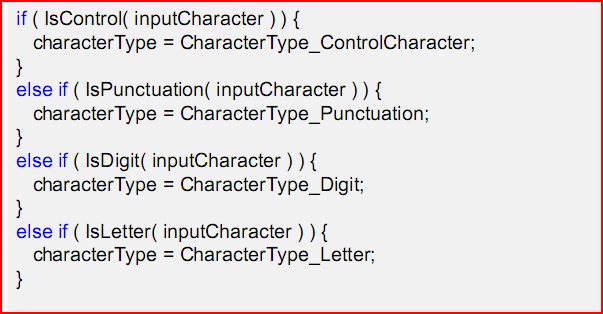 if ( IsControl( inputCharacter ) ) {
characterType = CharacterType_ControlCharacter;
}
else if ( IsPunctuation( inputCharacter ) ) {
characterType = CharacterType_Punctuation;
}
else if ( IsDigit( inputCharacter ) ) {
characterType = CharacterType_Digit;
}
else if ( IsLetter( inputCharacter ) ) {
characterType = CharacterType_Letter;
}